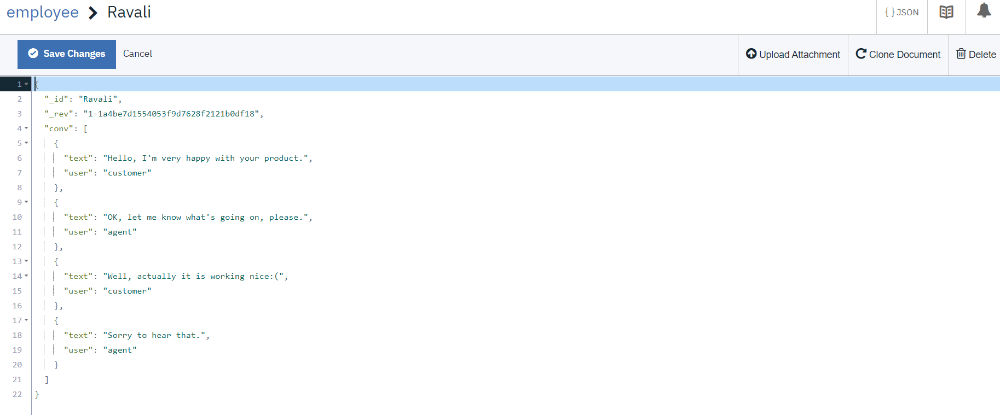 employee > Ravali
{ } JSON
Save Changes Cancel Upload Attachment Clone Document Delete
1 {
2 "_id": "Ravali",
3 "_rev": "1-1a4be7d1554053f9d7628f2121b0df18",
4 "conv": [
5 {
6 "text": "Hello, I'm very happy with your product.",
7 "user": "customer"
8 },
9 {
10 "text": "OK, let me know what's going on, please.",
11 "user": "agent"
12 },
13 {
14 "text": "Well, actually it is working nice:(",
15 "user": "customer"
16 },
17 {
18 "text": "Sorry to hear that.",
19 "user": "agent"
20 }
21 ]
22 }